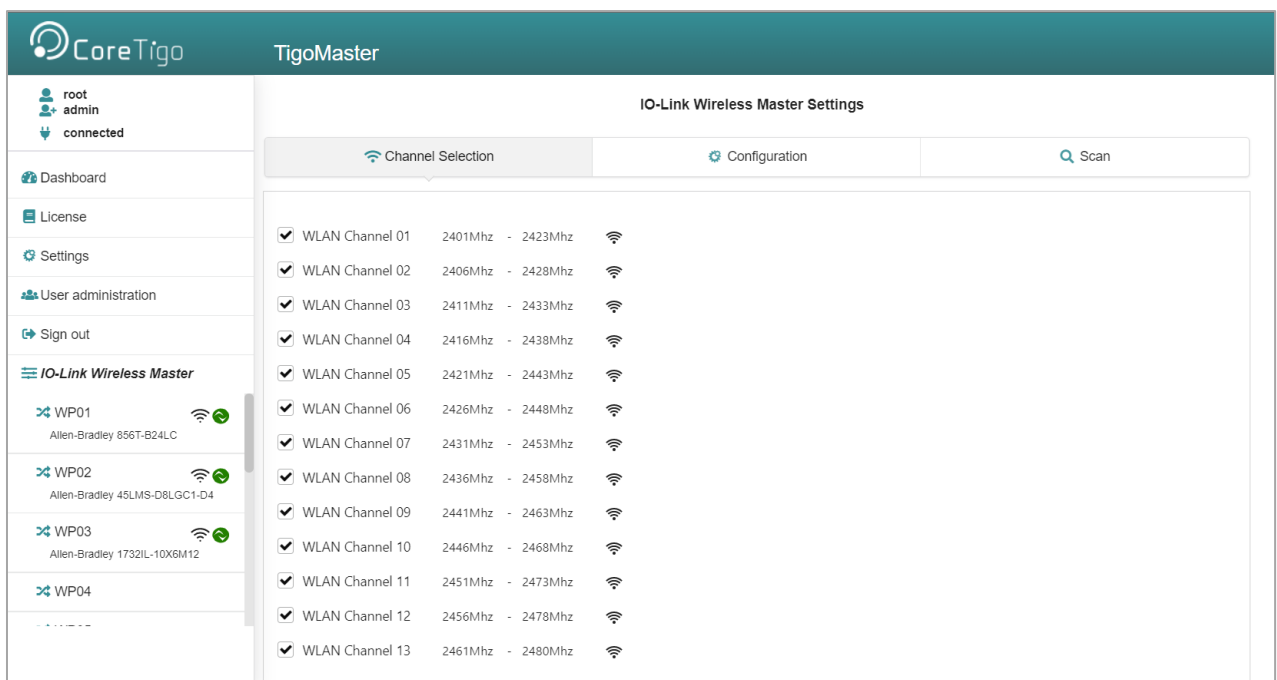 CoreTigo
TigoMaster
root
admin
connected
Dashboard
License
Settings
User administration
Sign out
IO-Link Wireless Master
WP01
Allen-Bradley 856T-B24LC
WP02
Allen-Bradley 45LMS-D8LGC1-D4
WP03
Allen-Bradley 1732IL-10X6M12
WP04
IO-Link Wireless Master Settings
Channel Selection Configuration Scan
WLAN Channel 01 2401Mhz - 2423Mhz
WLAN Channel 02 2406Mhz - 2428Mhz
WLAN Channel 03 2411Mhz - 2433Mhz
WLAN Channel 04 2416Mhz - 2438Mhz
WLAN Channel 05 2421Mhz - 2443Mhz
WLAN Channel 06 2426Mhz - 2448Mhz
WLAN Channel 07 2431Mhz - 2453Mhz
WLAN Channel 08 2436Mhz - 2458Mhz
WLAN Channel 09 2441Mhz - 2463Mhz
WLAN Channel 10 2446Mhz - 2468Mhz
WLAN Channel 11 2451Mhz - 2473Mhz
WLAN Channel 12 2456Mhz - 2478Mhz
WLAN Channel 13 2461Mhz - 2480Mhz